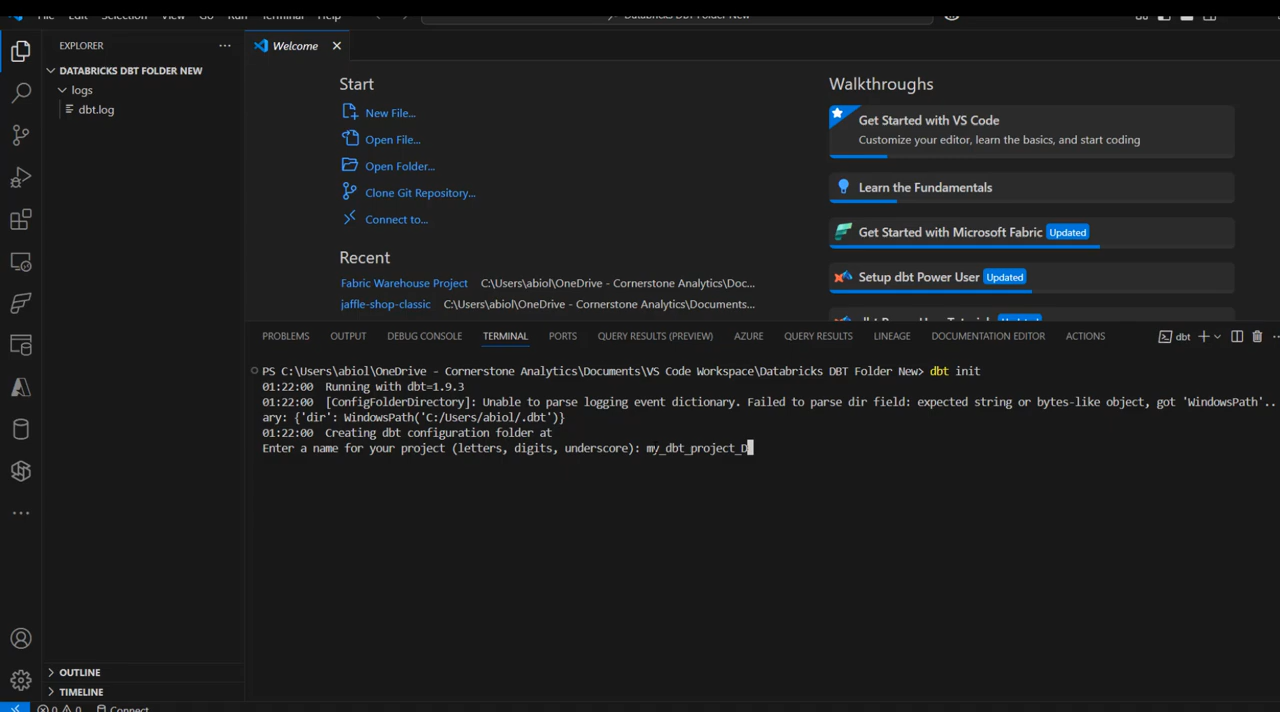 File Edit Selection View Go Run Terminal Help
Databricks DBT Folder New
EXPLORER
DATABRICKS DBT FOLDER NEW
logs
dbt.log
OUTLINE
TIMELINE
Welcome
Start
New File...
Open File...
Open Folder...
Clone Git Repository...
Connect to...
Recent
Fabric Warehouse Project C:\Users\abiol\OneDrive - Cornerstone Analytics\Doc...
jaffle-shop-classic C:\Users\abiol\OneDrive - Cornerstone Analytics\Documents...
Walkthroughs
Get Started with VS Code
Customize your editor, learn the basics, and start coding
Learn the Fundamentals
Get Started with Microsoft Fabric Updated
Setup dbt Power User Updated
dbt Power User Tutorial Updated
PROBLEMS OUTPUT DEBUG CONSOLE TERMINAL PORTS QUERY RESULTS (PREVIEW) AZURE QUERY RESULTS LINEAGE DOCUMENTATION EDITOR ACTIONS
dbt
PS C:\Users\abiol\OneDrive - Cornerstone Analytics\Documents\VS Code Workspace\Databricks DBT Folder New> dbt init
01:22:00 Running with dbt=1.9.3
01:22:00 [ConfigFolderDirectory]: Unable to parse logging event dictionary. Failed to parse dir field: expected string or bytes-like object, got 'WindowsPath'..
ary: {'dir': WindowsPath('C:/Users/abiol/.dbt')}
01:22:00 Creating dbt configuration folder at
Enter a name for your project (letters, digits, underscore): my_dbt_project_D
0 0 Connect